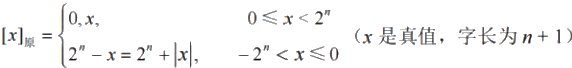 [x]原 = { 0, x, 0 ≤ x < 2ⁿ
2ⁿ − x = 2ⁿ + |x|, − 2ⁿ < x ≤ 0 （x 是真值，字长为 n + 1）